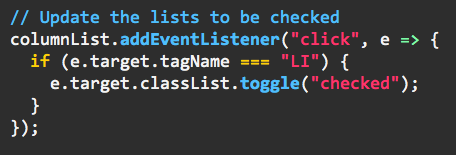 // Update the lists to be checked
columnList.addEventListener("click", e => {
  if (e.target.tagName === "LI") {
    e.target.classList.toggle("checked");
  }
});